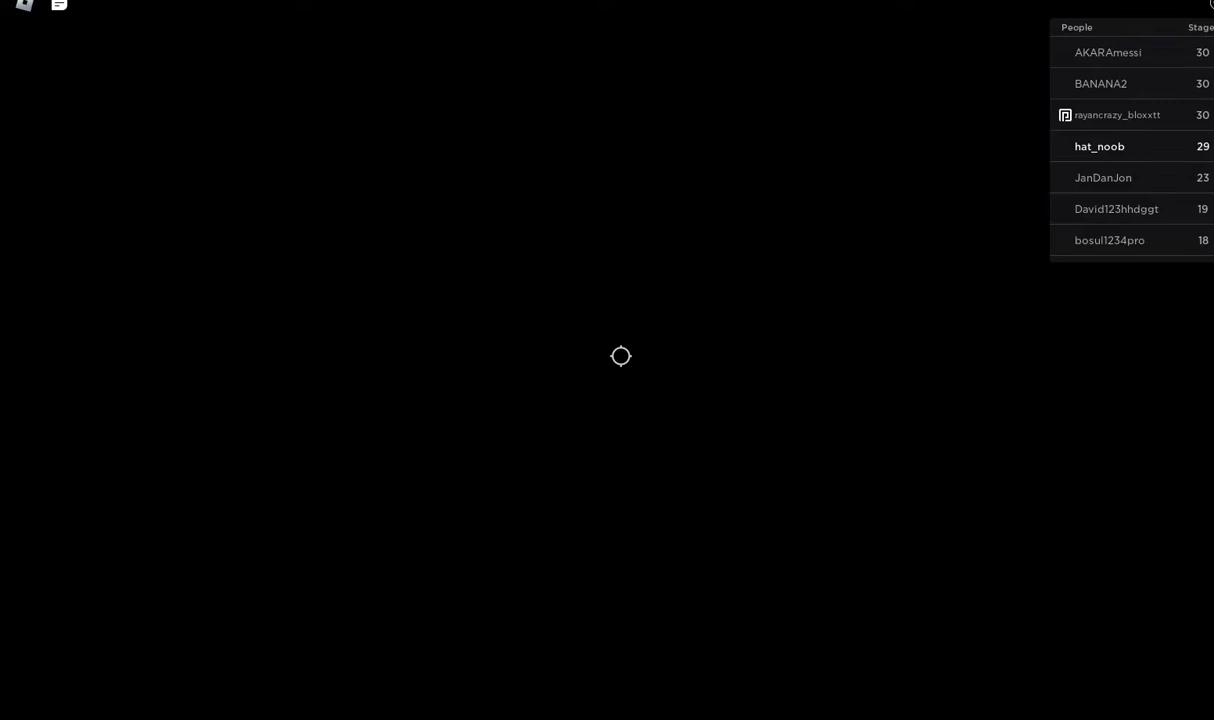 People Stage
AKARAmessi 30
BANANA2 30
rayancrazy_bloxxtt 30
hat_noob 29
JanDanJon 23
David123hhdggt 19
bosul1234pro 18